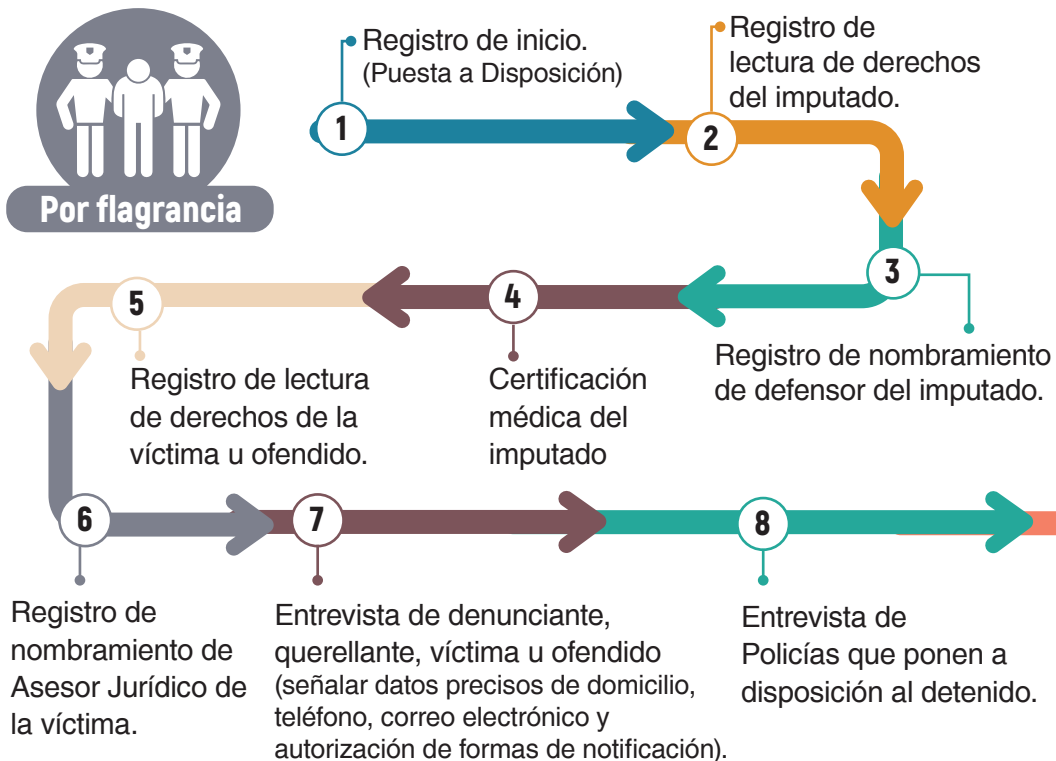 Por flagrancia
1
Registro de inicio.
(Puesta a Disposición)
2
Registro de
lectura de derechos
del imputado.
3
Registro de nombramiento
de defensor del imputado.
4
Certificación
médica del
imputado
5
Registro de lectura
de derechos de la
víctima u ofendido.
6
Registro de
nombramiento de
Asesor Jurídico de
la víctima.
7
Entrevista de denunciante,
querellante, víctima u ofendido
(señalar datos precisos de domicilio,
teléfono, correo electrónico y
autorización de formas de notificación).
8
Entrevista de
Policías que ponen a
disposición al detenido.